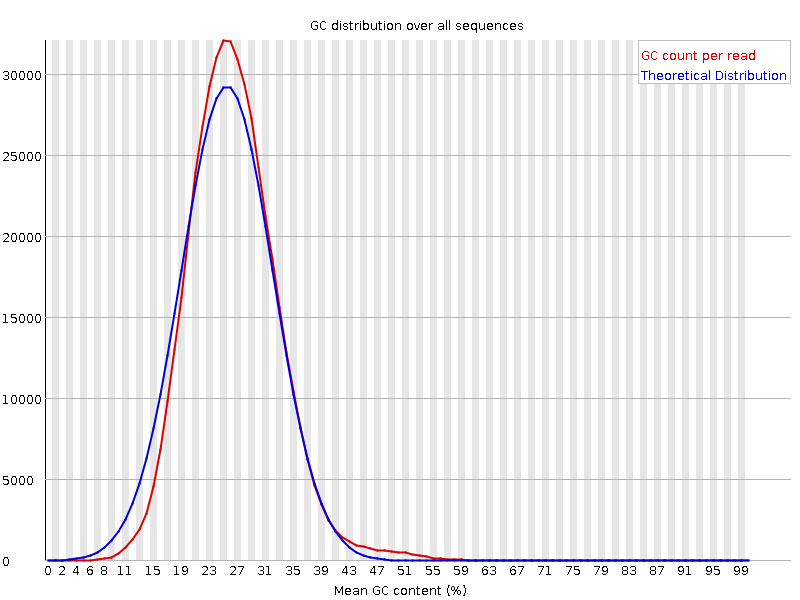 GC distribution over all sequences
GC count per read
Theoretical Distribution
30000
25000
20000
15000
10000
5000
0
0 2 4 6 8 11 15 19 23 27 31 35 39 43 47 51 55 59 63 67 71 75 79 83 87 91 95 99
Mean GC content (%)